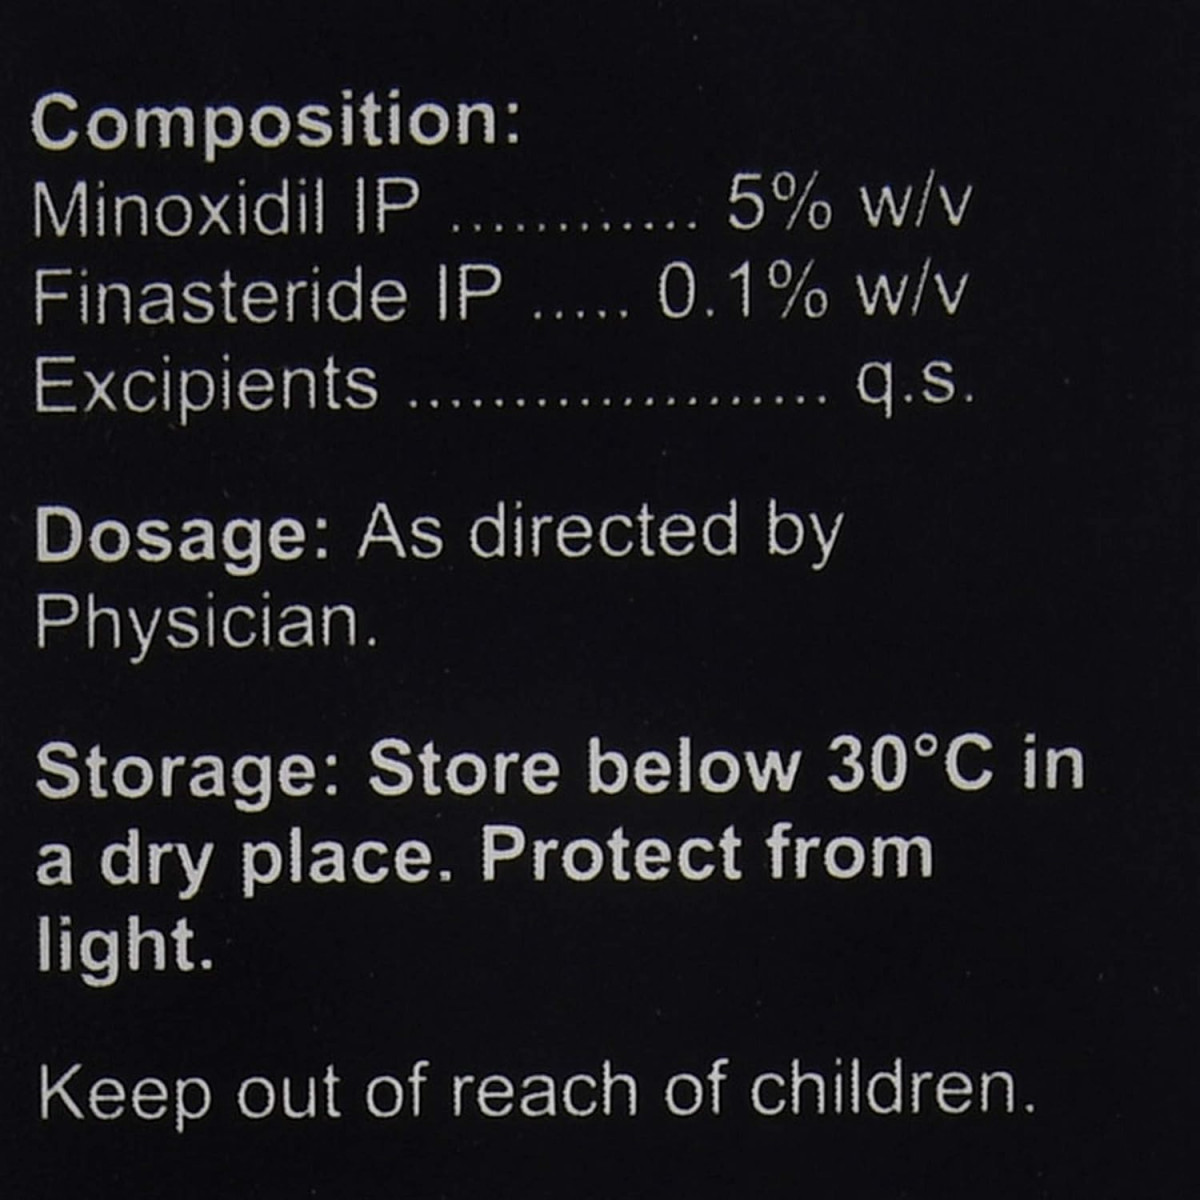 Composition:
Minoxidil IP ............ 5% w/v
Finasteride IP ..... 0.1% w/v
Excipients ..................... q.s.
Dosage: As directed by
Physician.
Storage: Store below 30°C in
a dry place. Protect from
light.
Keep out of reach of children.